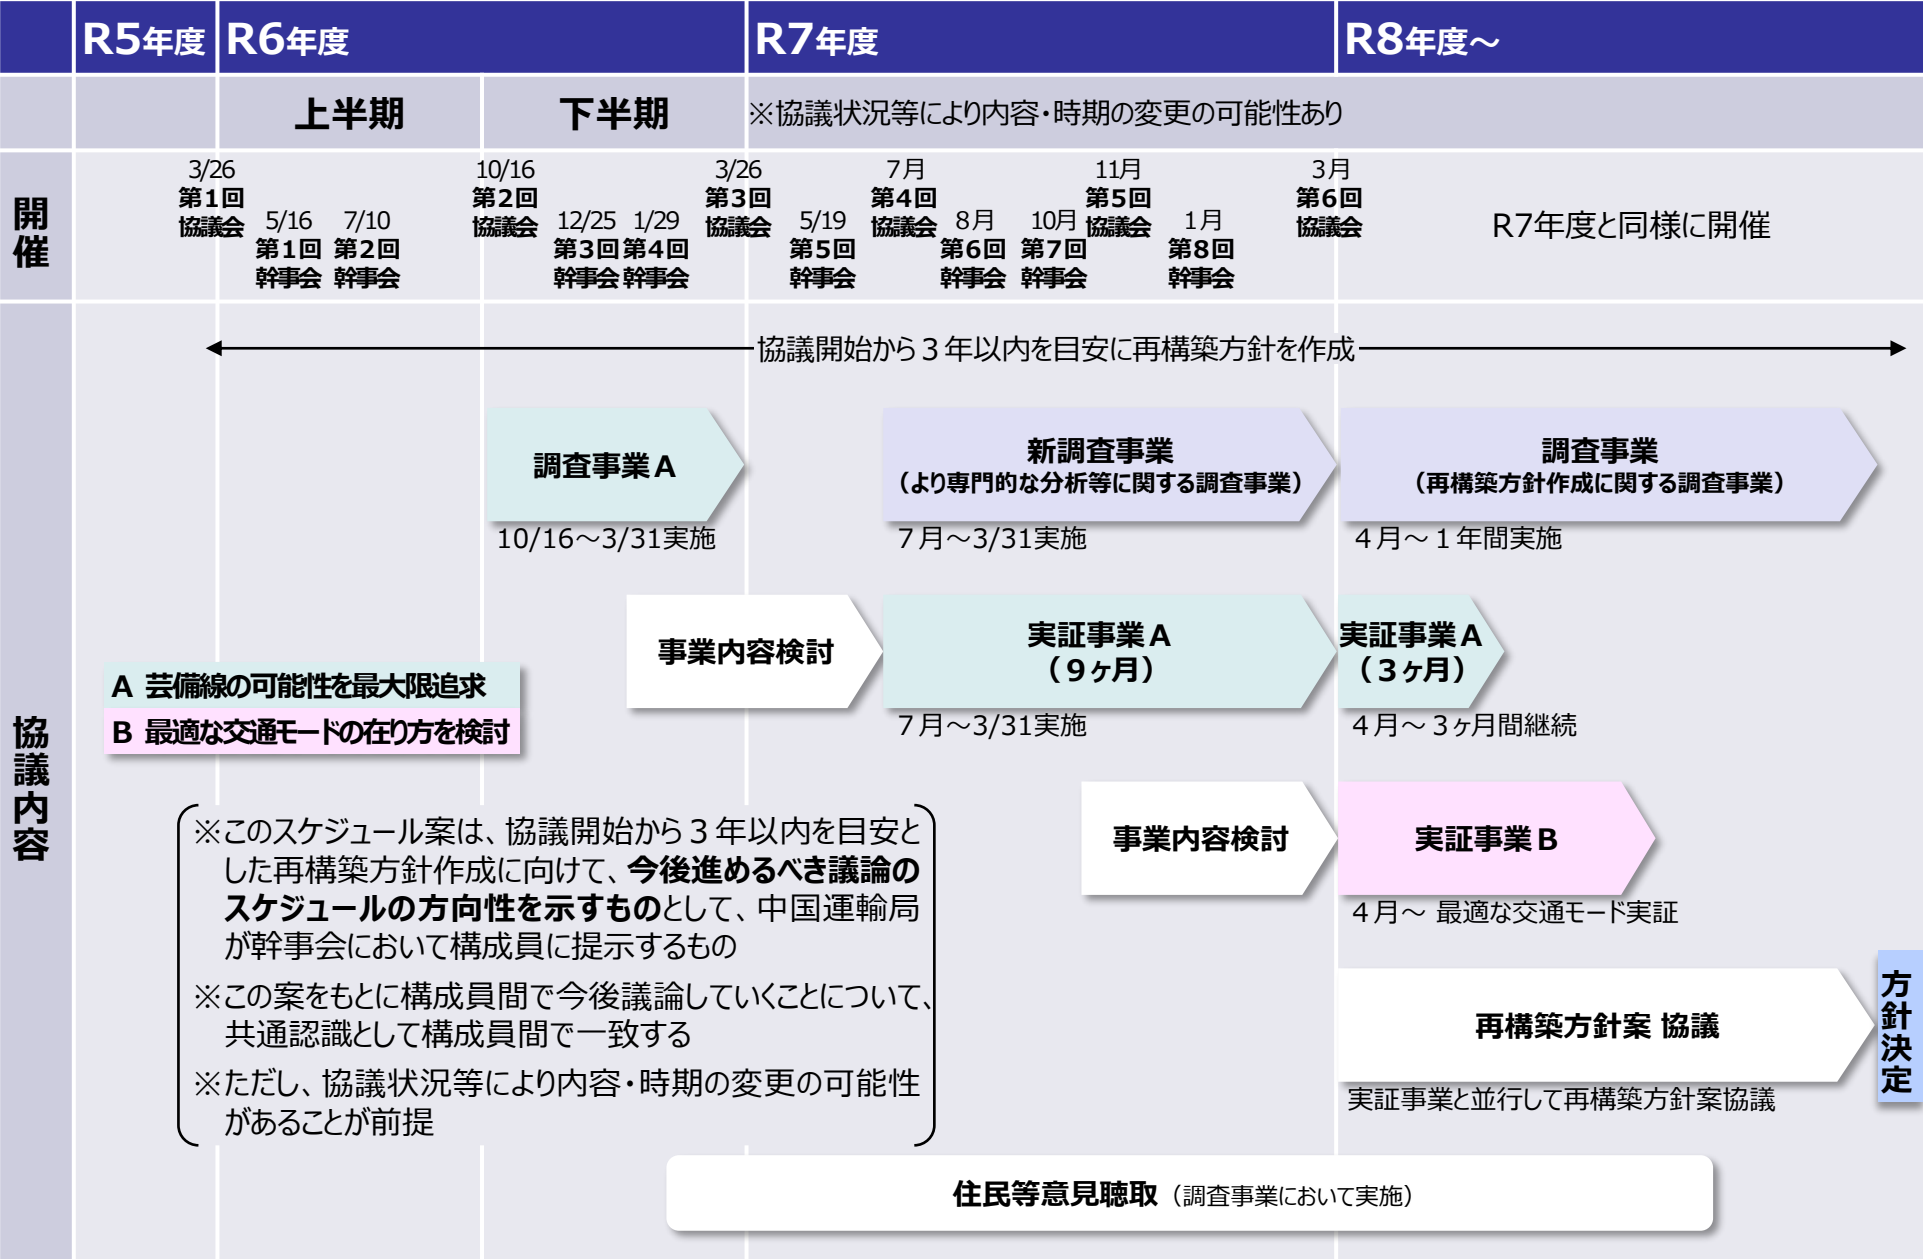 R5年度
R6年度
R7年度
R8年度～
上半期
下半期
※協議状況等により内容・時期の変更の可能性あり
開催
3/26
第1回
協議会
5/16
第1回
幹事会
7/10
第2回
幹事会
10/16
第2回
協議会
12/25
第3回
幹事会
1/29
第4回
幹事会
3/26
第3回
協議会
5/19
第5回
幹事会
7月
第4回
協議会
8月
第6回
幹事会
10月
第7回
幹事会
11月
第5回
協議会
1月
第8回
幹事会
3月
第6回
協議会
R7年度と同様に開催
協議内容
協議開始から３年以内を目安に再構築方針を作成
調査事業Ａ
10/16～3/31実施
新調査事業
（より専門的な分析等に関する調査事業）
７月～3/31実施
調査事業
（再構築方針作成に関する調査事業）
４月～１年間実施
事業内容検討
実証事業Ａ
（９ヶ月）
７月～3/31実施
実証事業Ａ
（３ヶ月）
４月～３ヶ月間継続
A 芸備線の可能性を最大限追求
B 最適な交通モードの在り方を検討
事業内容検討
実証事業Ｂ
４月～ 最適な交通モード実証
※このスケジュール案は、協議開始から３年以内を目安と
した再構築方針作成に向けて、今後進めるべき議論の
スケジュールの方向性を示すものとして、中国運輸局
が幹事会において構成員に提示するもの
※この案をもとに構成員間で今後議論していくことについて、
共通認識として構成員間で一致する
※ただし、協議状況等により内容・時期の変更の可能性
があることが前提
再構築方針案 協議
実証事業と並行して再構築方針案協議
方針決定
住民等意見聴取（調査事業において実施）